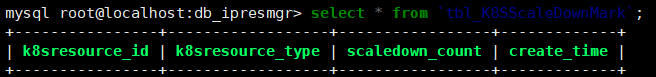 mysql root@localhost:db_ipresmgr> select * from `tbl_K8SScaleDownMark`;
+----------------+------------------+-----------------+-------------+
| k8sresource_id | k8sresource_type | scaledown_count | create_time |
+----------------+------------------+-----------------+-------------+